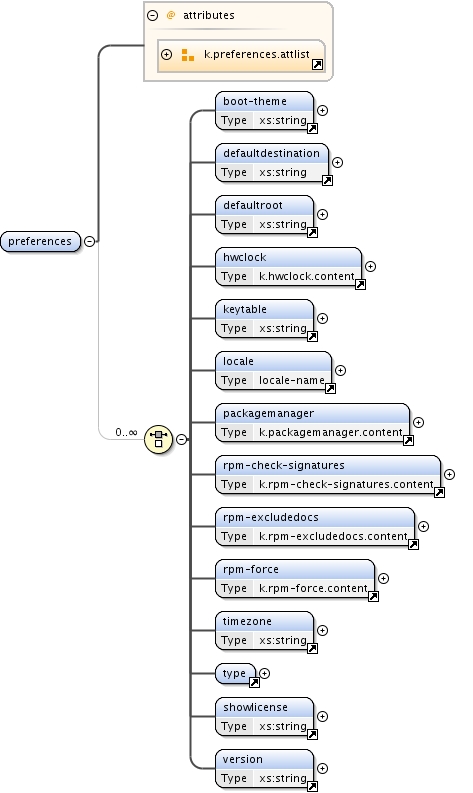 @ attributes
k.preferences.attlist
boot-theme
Type xs:string
defaultdestination
Type xs:string
defaultroot
Type xs:string
preferences
hwclock
Type k.hwclock.content
keytable
Type xs:string
locale
Type locale-name
packagemanager
Type k.packagemanager.content
0..∞
rpm-check-signatures
Type k.rpm-check-signatures.content
rpm-excludedocs
Type k.rpm-excludedocs.content
rpm-force
Type k.rpm-force.content
timezone
Type xs:string
type
showlicense
Type xs:string
version
Type xs:string